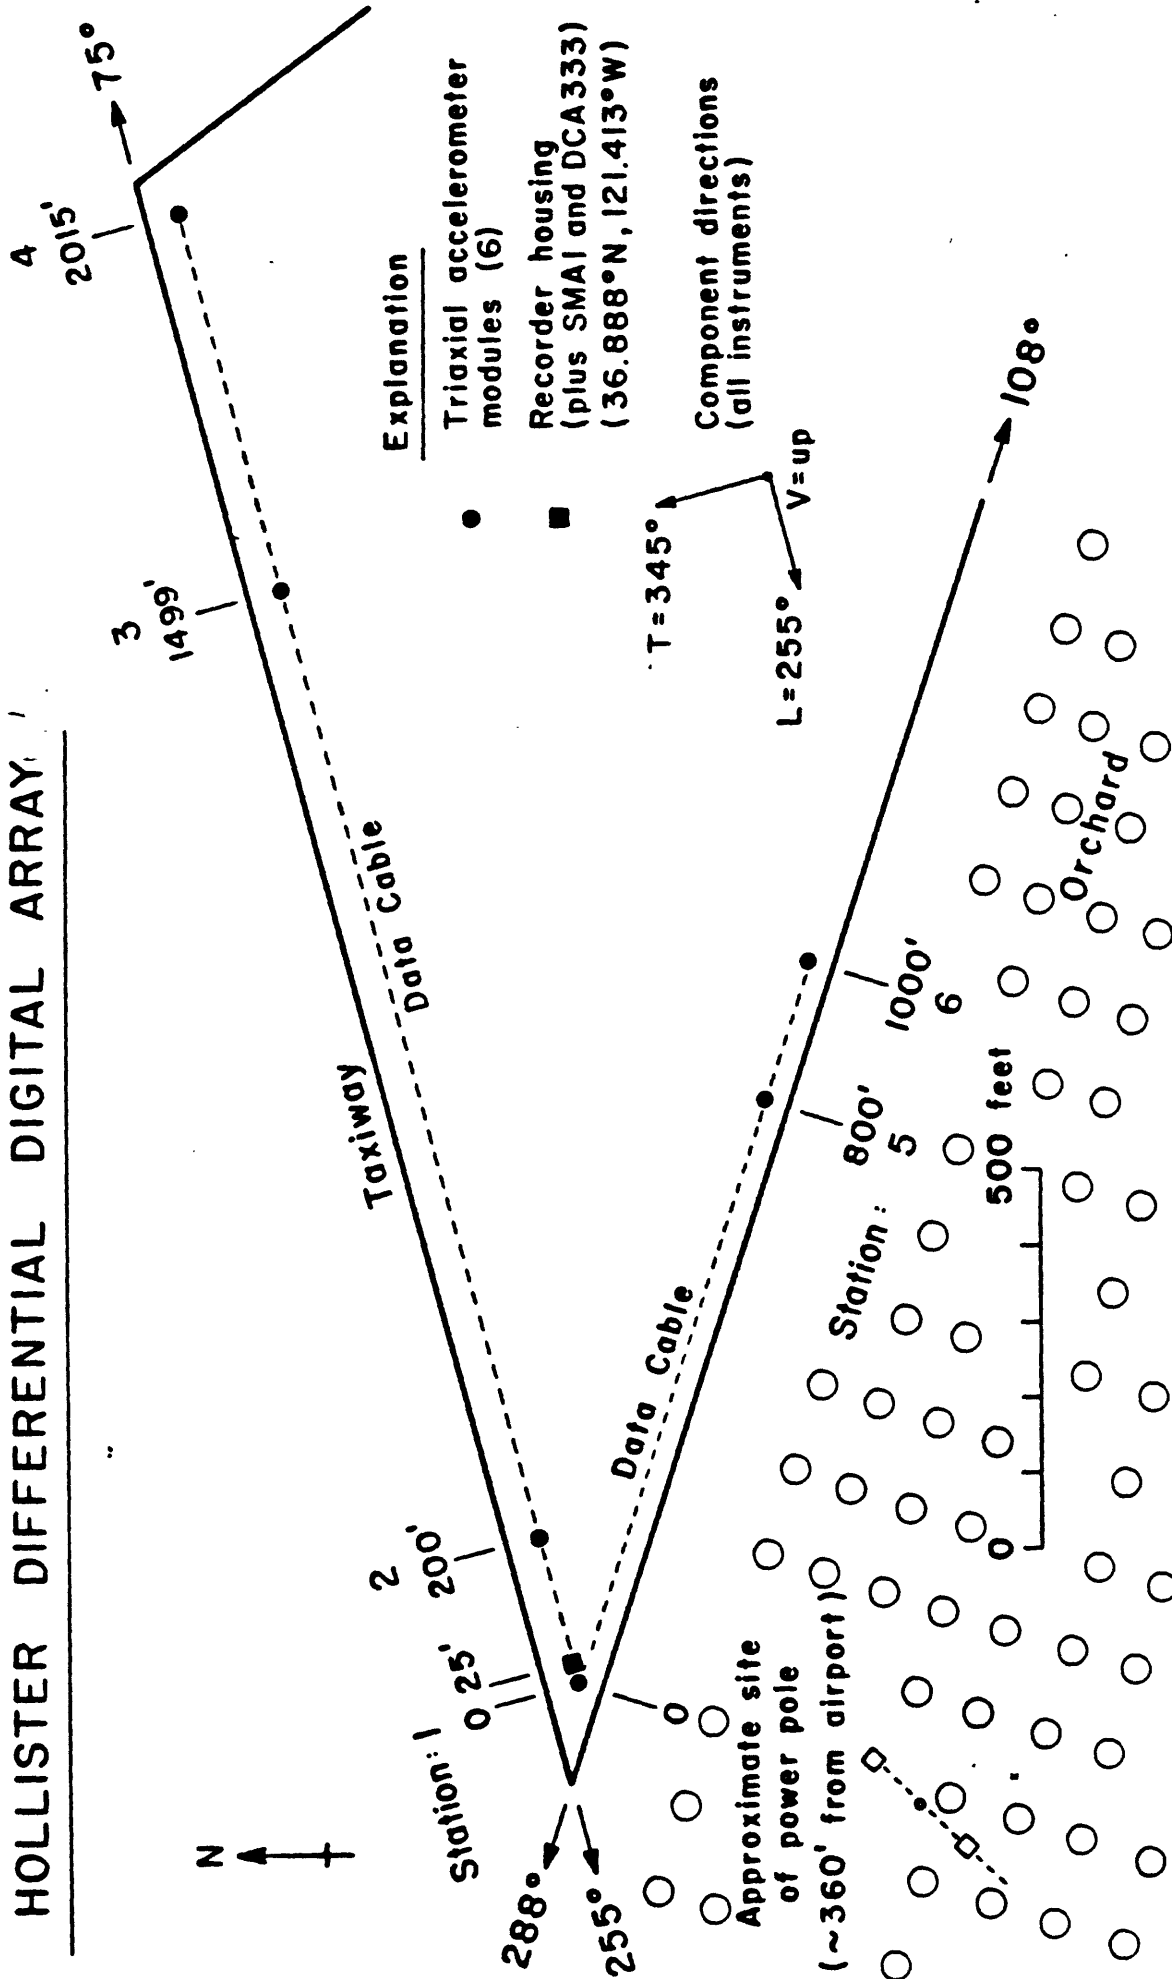 HOLLISTER DIFFERENTIAL DIGITAL ARRAY
N
288°
255°
Station: 1
0
25'
2
200'
3
1499'
4
2015'
75°
Taxiway
Data Cable
Explanation
Triaxial accelerometer
modules (6)
Recorder housing
(plus SMA1 and DCA333)
(36.888°N, 121.413°W)
Component directions
(all instruments)
T=345°
L=255°
V=up
108°
Data Cable
0
800'
5
1000'
6
Station:
Approximate site
of power pole
(~360' from airport)
0
500 feet
Orchard